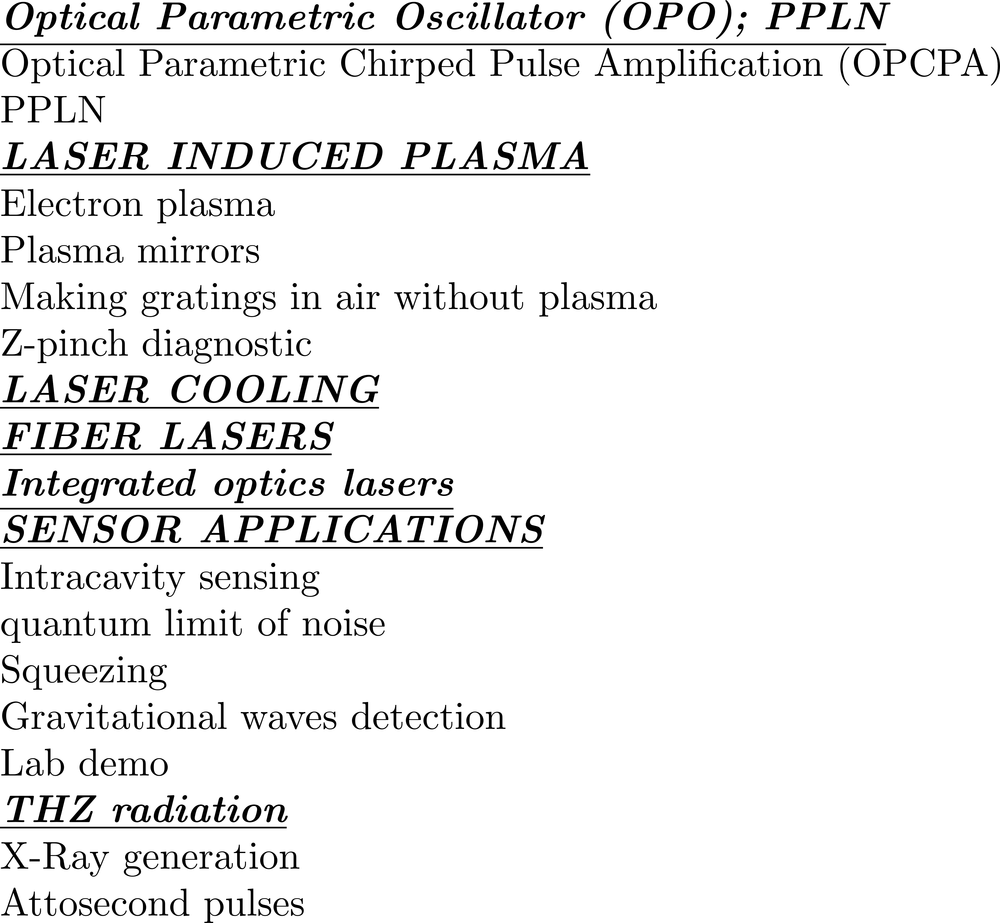 Optical Parametric Oscillator (OPO); PPLN
Optical Parametric Chirped Pulse Amplification (OPCPA)
PPLN
LASER INDUCED PLASMA
Electron plasma
Plasma mirrors
Making gratings in air without plasma
Z-pinch diagnostic
LASER COOLING
FIBER LASERS
Integrated optics lasers
SENSOR APPLICATIONS
Intracavity sensing
quantum limit of noise
Squeezing
Gravitational waves detection
Lab demo
THZ radiation
X-Ray generation
Attosecond pulses